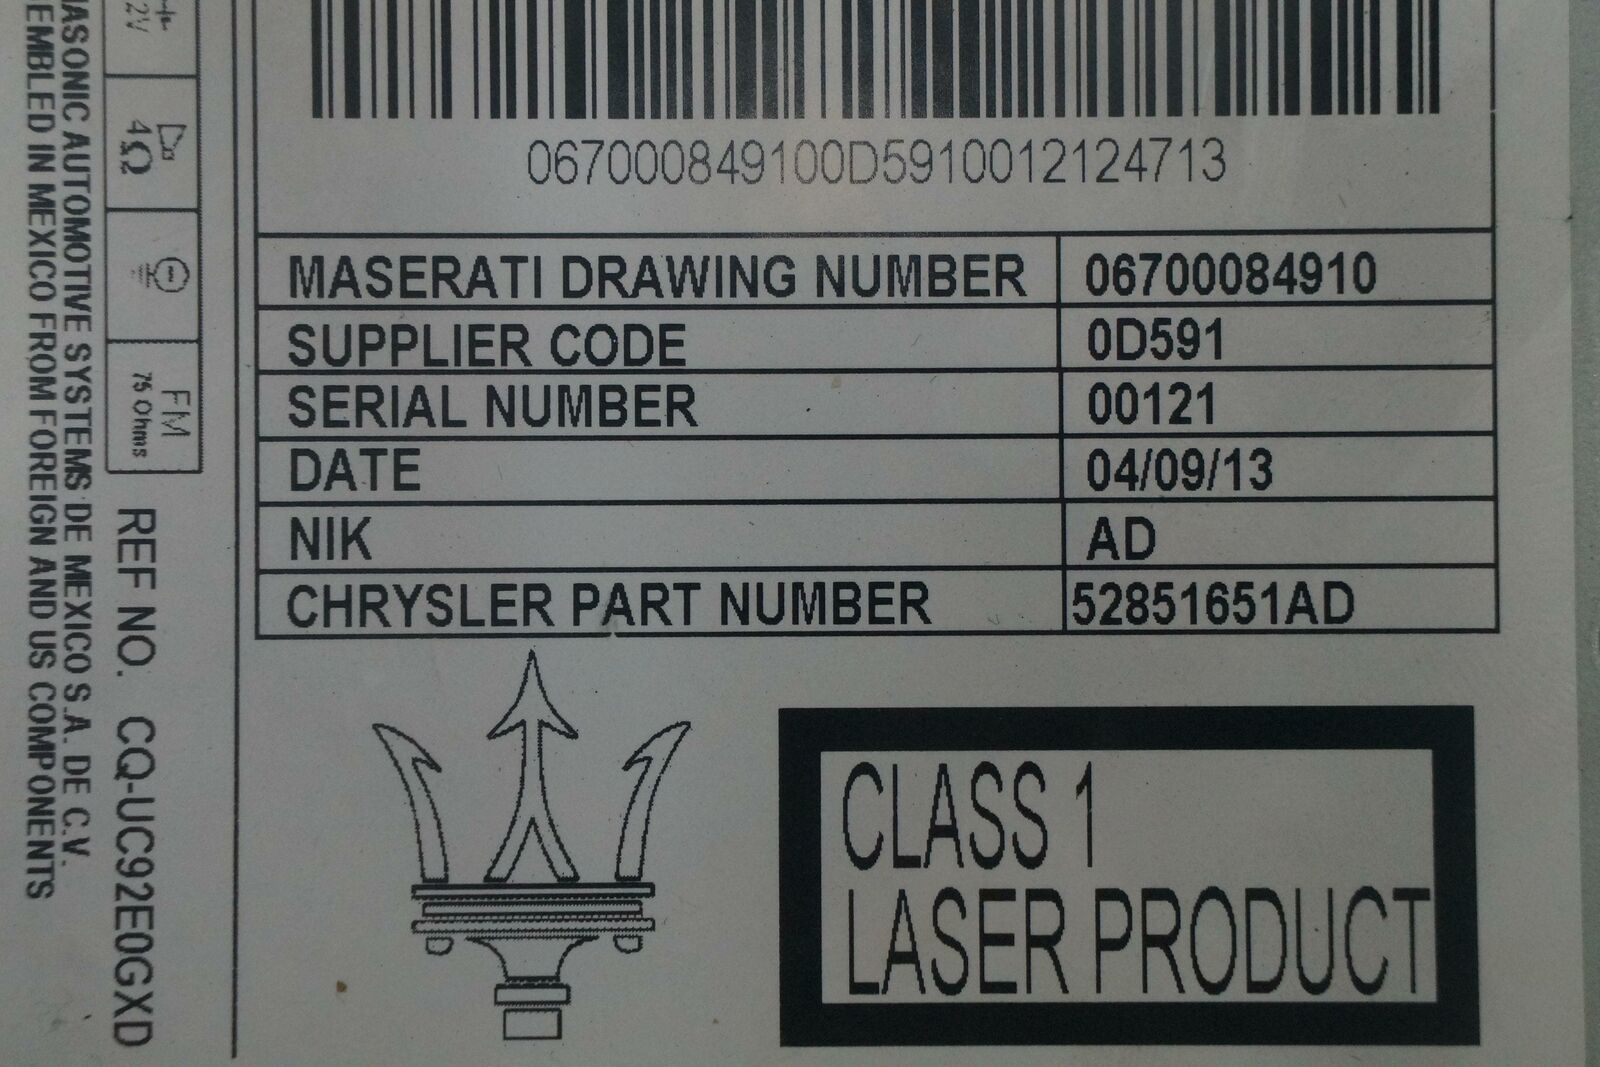 067000849100D5910012124713
MASERATI DRAWING NUMBER 06700084910
SUPPLIER CODE 0D591
SERIAL NUMBER 00121
DATE 04/09/13
NIK AD
CHRYSLER PART NUMBER 52851651AD
CLASS 1
LASER PRODUCT
2V
4Ω
FM
75 Ohms
REF NO. CQ-UC92E0GXD
ASONIC AUTOMOTIVE SYSTEMS DE MEXICO S.A. DE C.V.
EMBLED IN MEXICO FROM FOREIGN AND US COMPONENTS